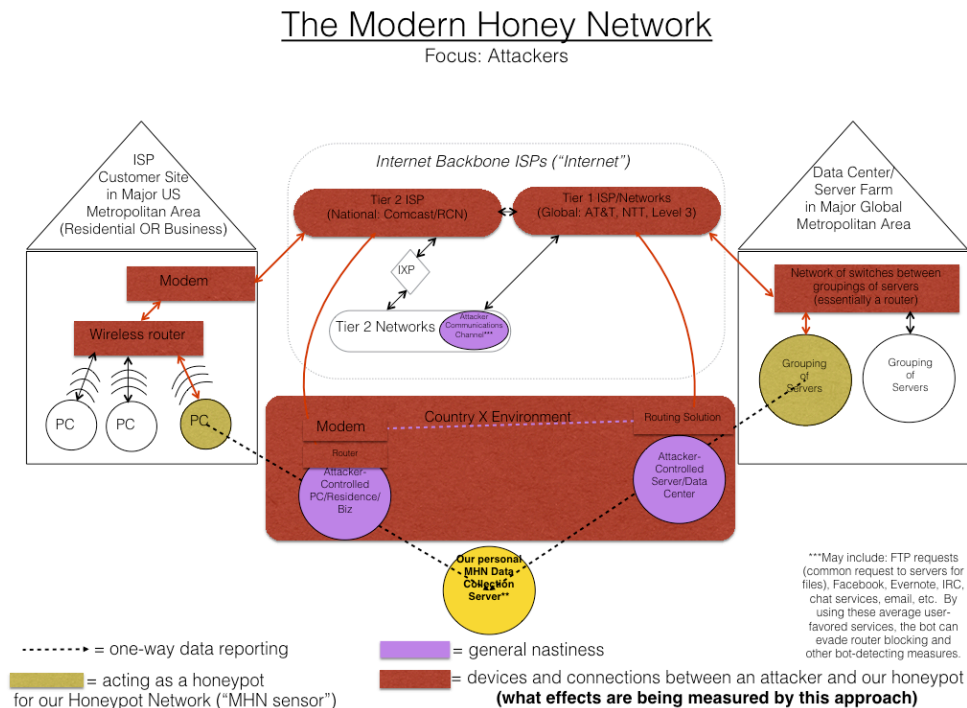 The Modern Honey Network
Focus: Attackers
ISP
Customer Site
in Major US
Metropolitan Area
(Residential OR Business)
Internet Backbone ISPs (“Internet”)
Tier 2 ISP
(National: Comcast/RCN)
Tier 1 ISP/Networks
(Global: AT&T, NTT, Level 3)
Data Center/
Server Farm
in Major Global
Metropolitan Area
Modem
Wireless router
PC
PC
PC
IXP
Tier 2 Networks
Attacker
Communications
Channel***
Network of switches between
groupings of servers
(essentially a router)
Grouping
of
Servers
Grouping
of
Servers
Country X Environment
Modem
Router
Routing Solution
Attacker-
Controlled
PC/Residence/
Biz
Attacker-
Controlled
Server/Data
Center
Our personal
MHN Data
Collection
Server**
***May include: FTP requests
(common request to servers for
files), Facebook, Evernote, IRC,
chat services, email, etc. By
using these average user-
favored services, the bot can
evade router blocking and
other bot-detecting measures.
= one-way data reporting
= general nastiness
= acting as a honeypot
for our Honeypot Network (“MHN sensor”)
= devices and connections between an attacker and our honeypot
(what effects are being measured by this approach)